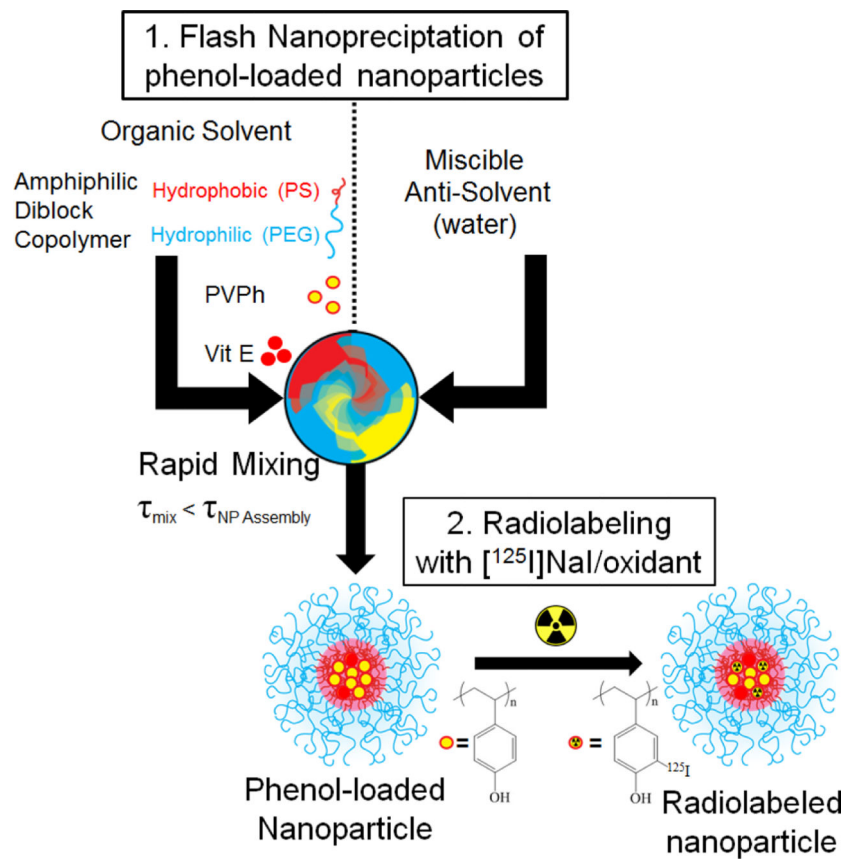 1. Flash Nanopreciptation of
phenol-loaded nanoparticles
Organic Solvent
Amphiphilic
Diblock
Copolymer
Hydrophobic (PS)
Hydrophilic (PEG)
Miscible
Anti-Solvent
(water)
PVPh
Vit E
Rapid Mixing
τmix < τNP Assembly
2. Radiolabeling
with [¹²⁵I]NaI/oxidant
n
=
OH
n
=
¹²⁵I
OH
Phenol-loaded
Nanoparticle
Radiolabeled
nanoparticle